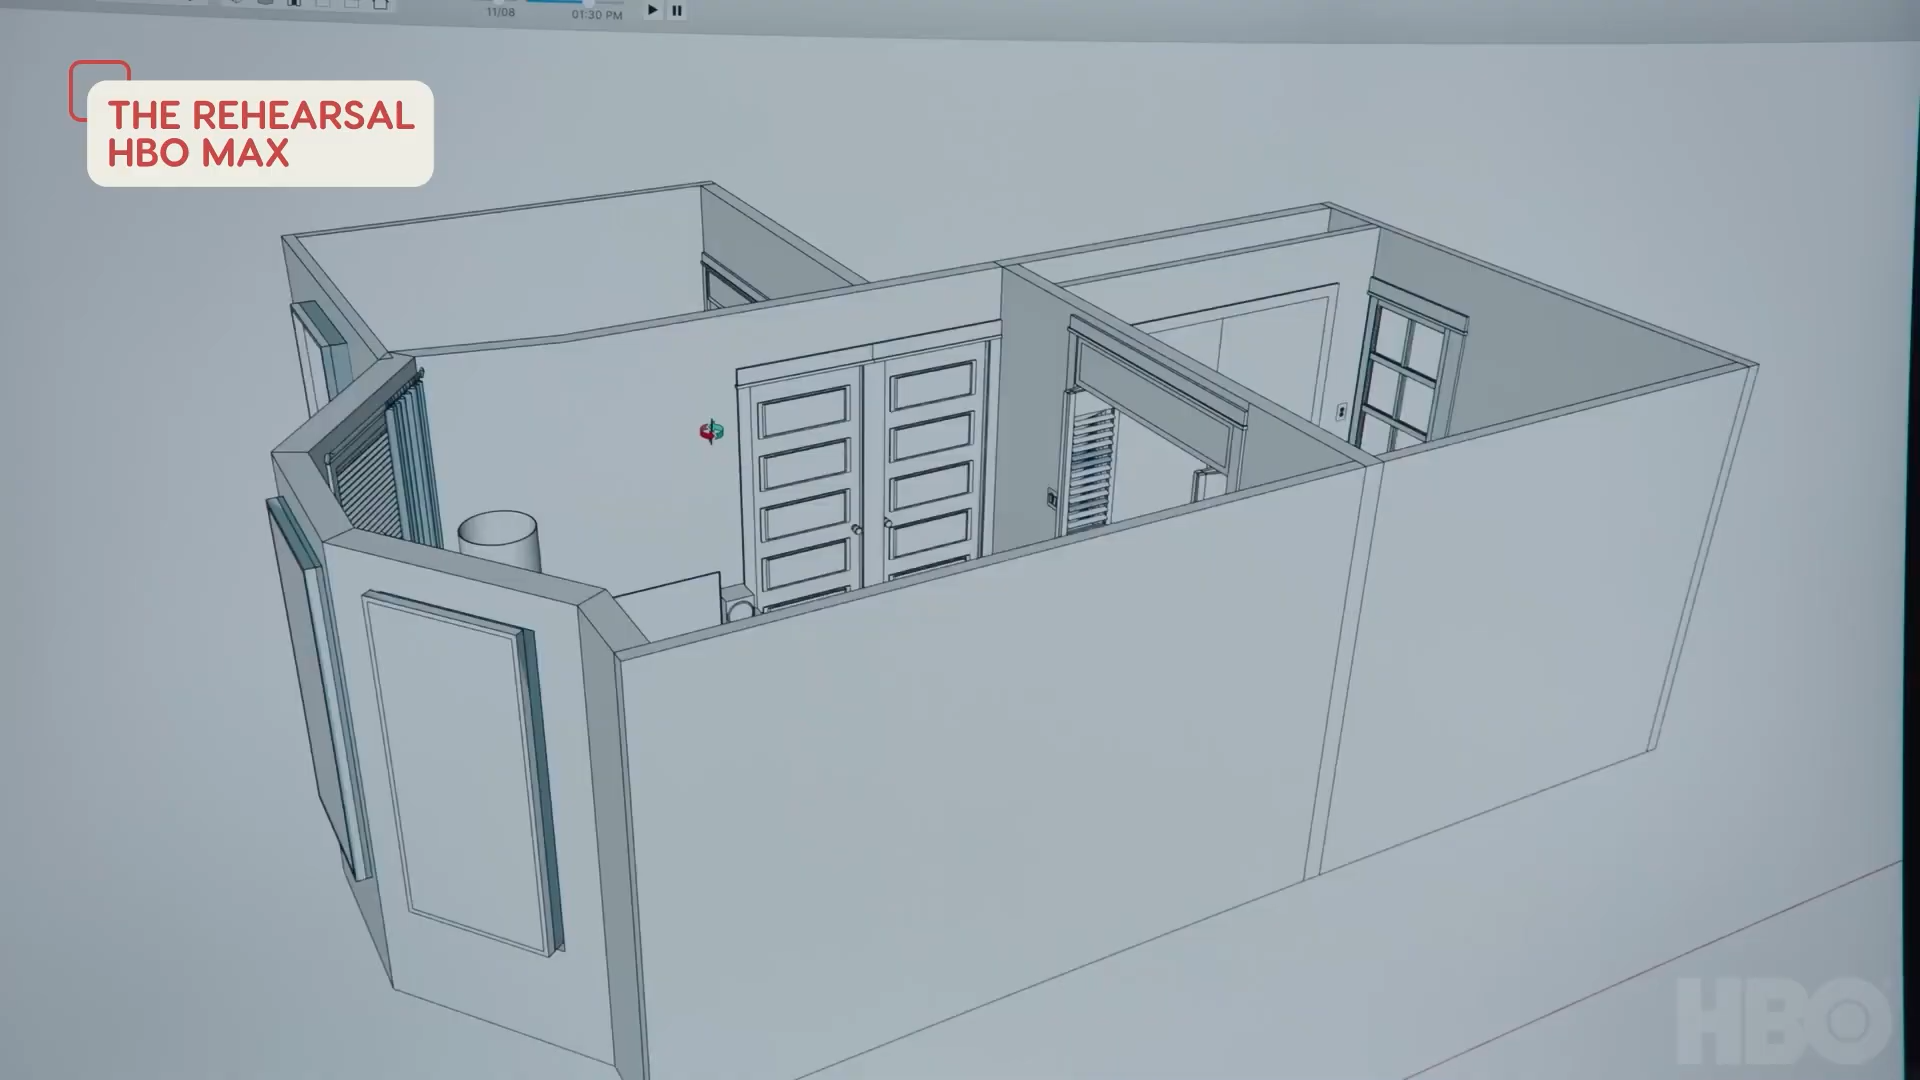 11/08
01:30 PM
THE REHEARSAL
HBO MAX
HBO